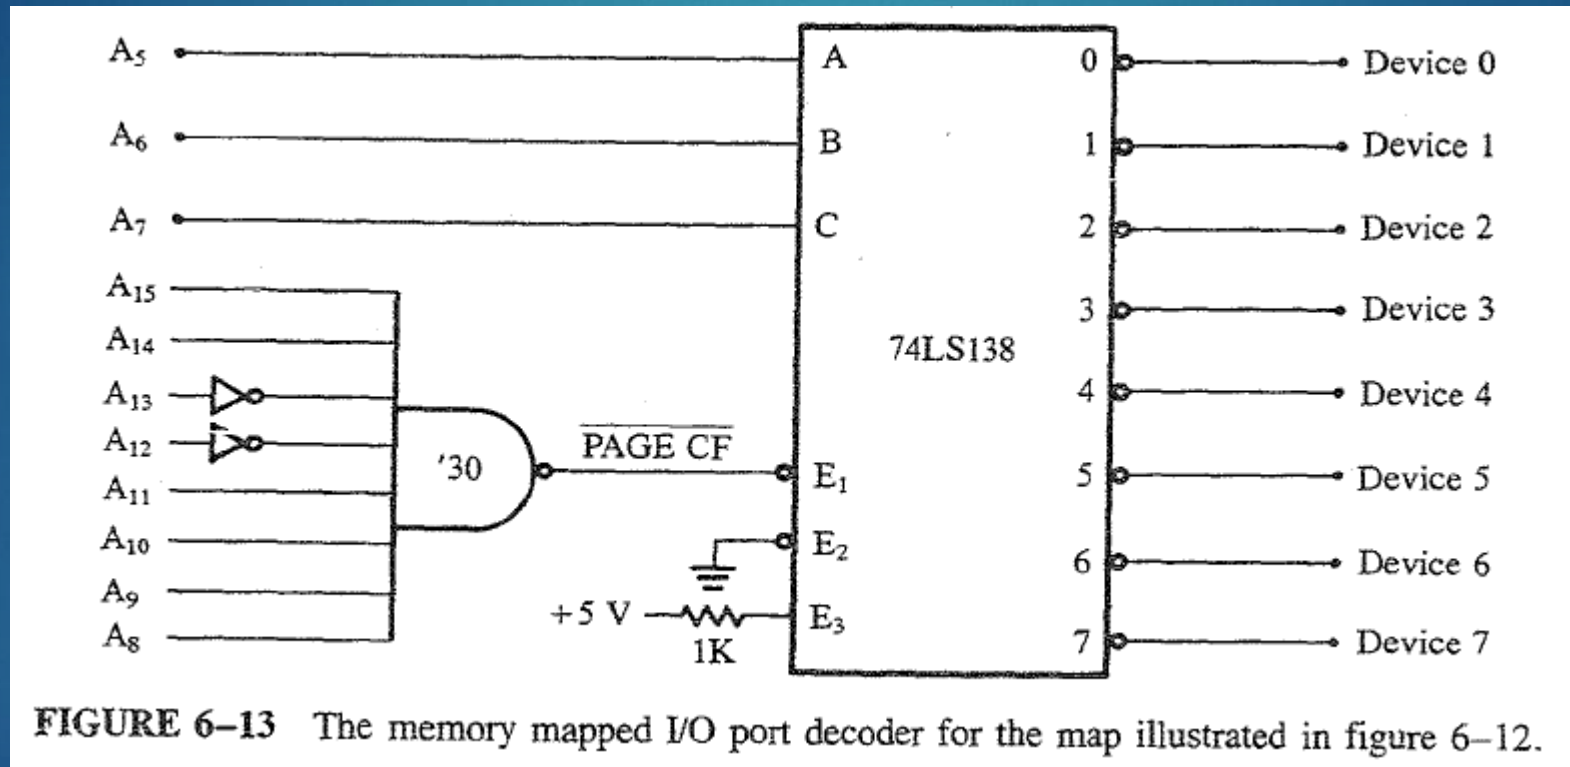 A5 A 0 Device 0
A6 B 1 Device 1
A7 C 2 Device 2
A15
A14
3 Device 3
74LS138
A13
4 Device 4
A12
PAGE CF
'30
E1
5 Device 5
A11
A10
E2
6 Device 6
A9
+5 V
1K
E3
A8
7 Device 7
FIGURE 6–13 The memory mapped I/O port decoder for the map illustrated in figure 6–12.